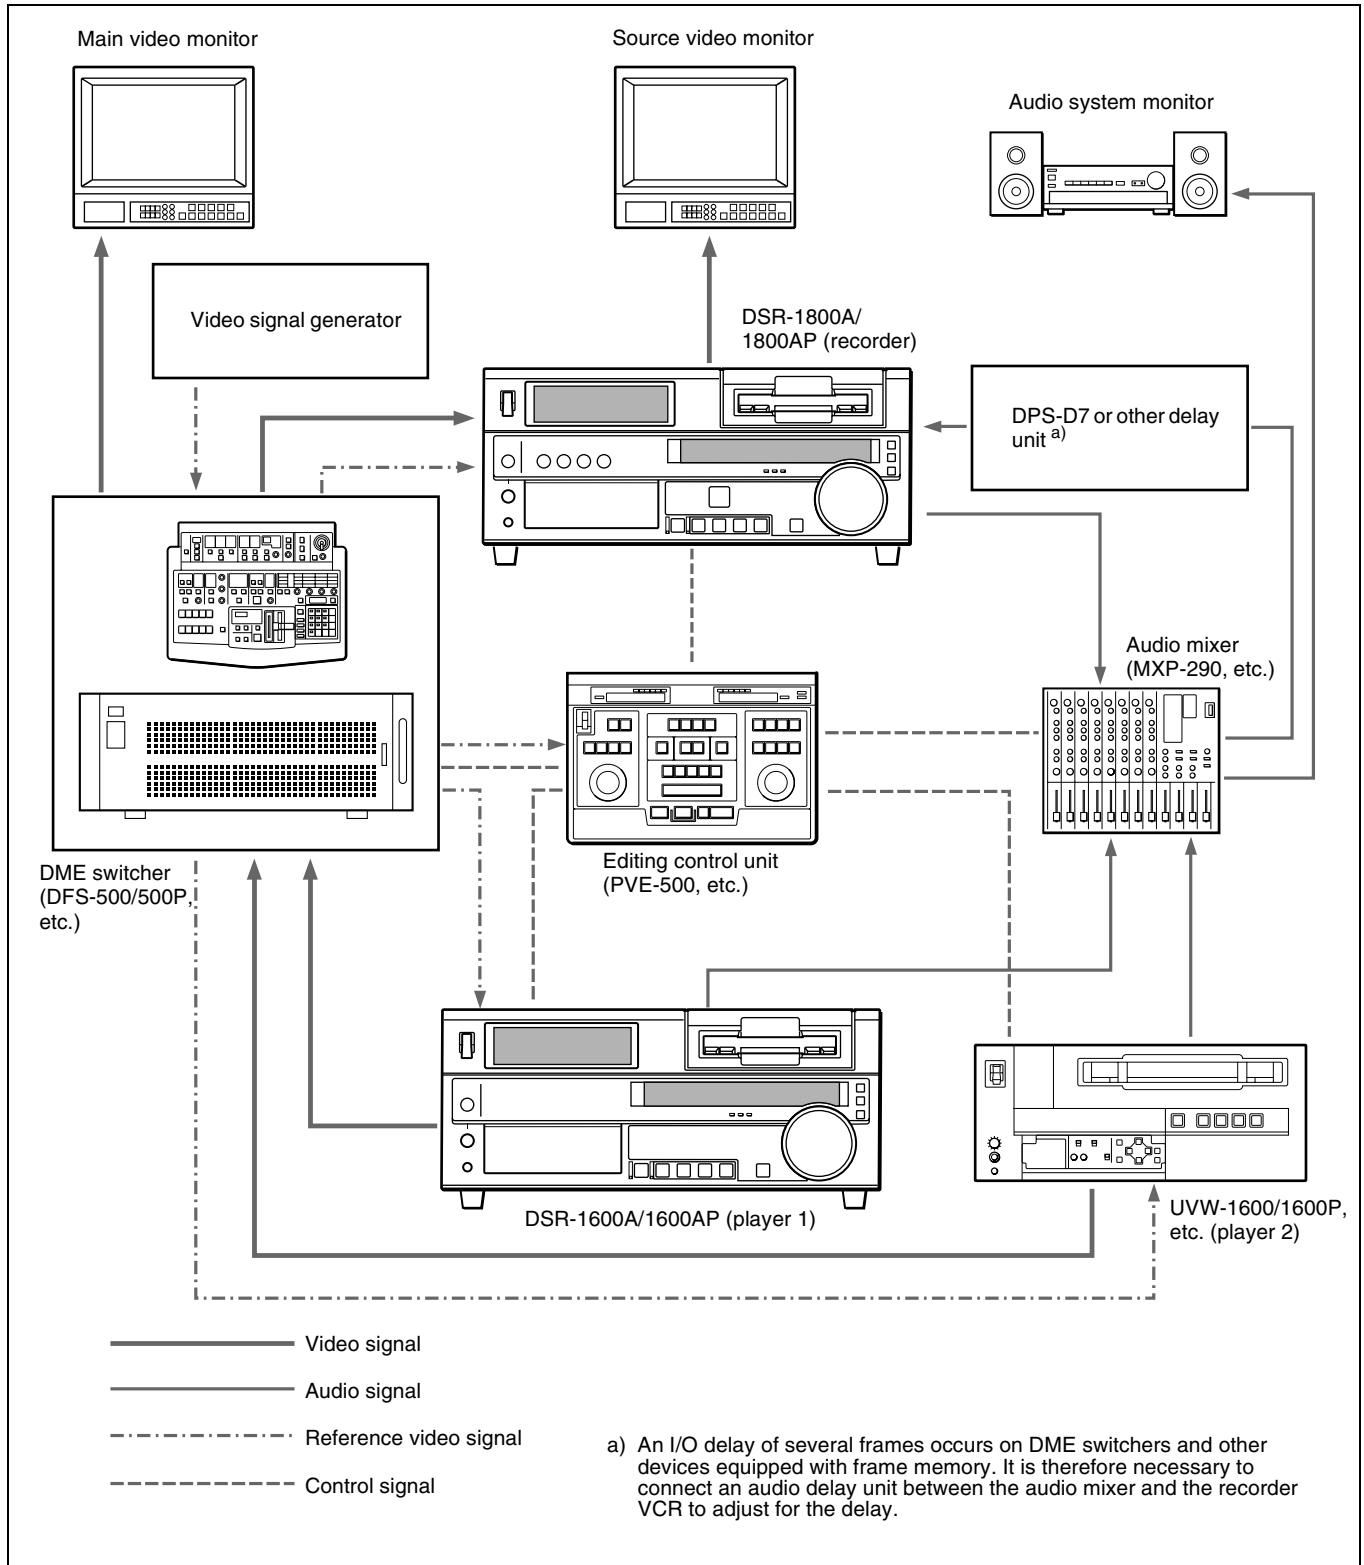 Main video monitor
Source video monitor
Audio system monitor
Video signal generator
DSR-1800A/
1800AP (recorder)
DPS-D7 or other delay
unit a)
Audio mixer
(MXP-290, etc.)
Editing control unit
(PVE-500, etc.)
DME switcher
(DFS-500/500P,
etc.)
DSR-1600A/1600AP (player 1)
UVW-1600/1600P,
etc. (player 2)
Video signal
Audio signal
Reference video signal
Control signal
a) An I/O delay of several frames occurs on DME switchers and other
devices equipped with frame memory. It is therefore necessary to
connect an audio delay unit between the audio mixer and the recorder
VCR to adjust for the delay.